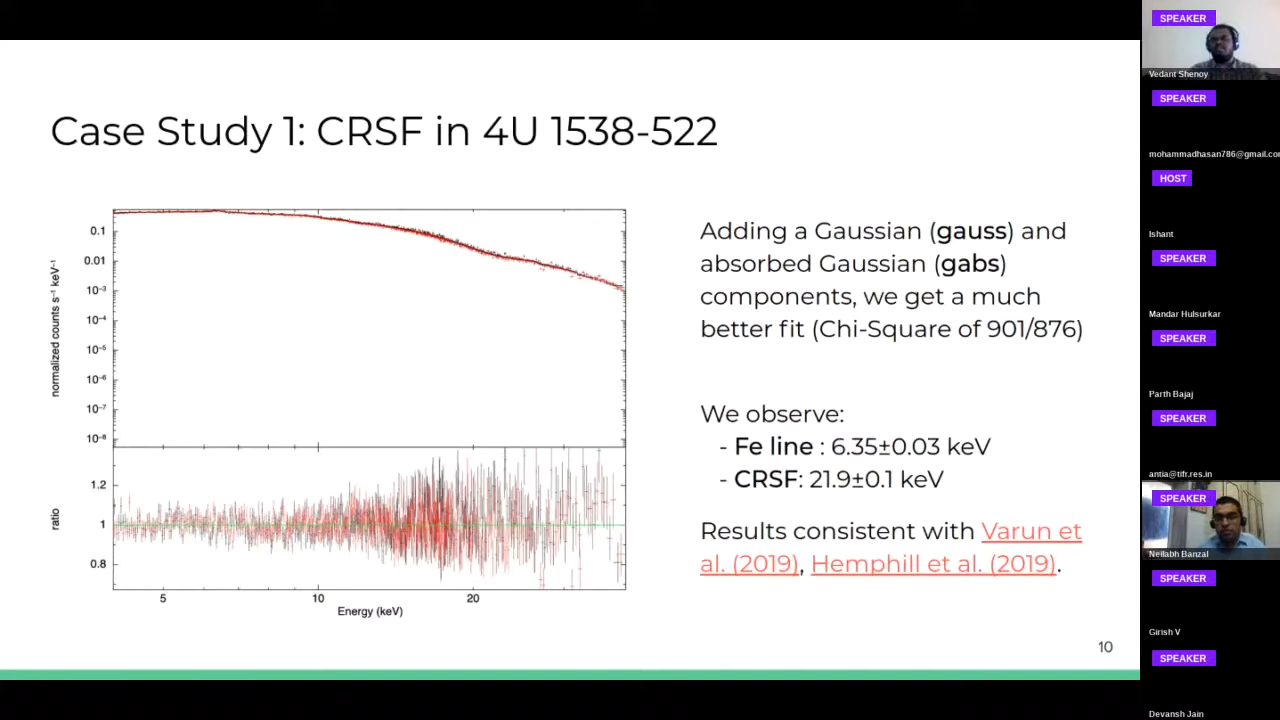 Case Study 1: CRSF in 4U 1538-522
normalized counts s⁻¹ keV⁻¹
0.1
0.01
10⁻³
10⁻⁴
10⁻⁵
10⁻⁶
10⁻⁷
10⁻⁸
ratio
1.2
1
0.8
5
10
20
Energy (keV)
Adding a Gaussian (gauss) and
absorbed Gaussian (gabs)
components, we get a much
better fit (Chi-Square of 901/876)
We observe:
- Fe line : 6.35±0.03 keV
- CRSF: 21.9±0.1 keV
Results consistent with Varun et
al. (2019), Hemphill et al. (2019).
10
SPEAKER
Vedant Shenoy
SPEAKER
mohammadhasan786@gmail.com
HOST
Ishant
SPEAKER
Mandar Hulsurkar
SPEAKER
Parth Bajaj
SPEAKER
antia@tifr.res.in
SPEAKER
Neilabh Banzal
SPEAKER
Girish V
SPEAKER
Devansh Jain